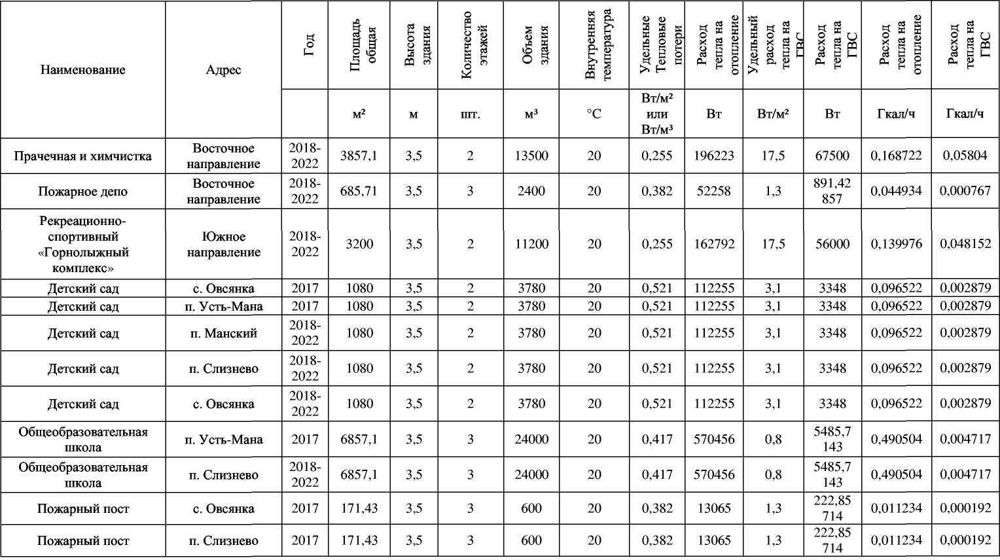 Наименование
Адрес
Год
Площадь
общая
Высота
здания
Количество
этажей
Объем
здания
Внутренняя
температура
Удельные
Тепловые
потери
Расход
тепла на
отопление
Удельный
расход
тепла на
ГВС
Расход
тепла на
ГВС
Расход
тепла на
отопление
Расход
тепла на
ГВС
м² м шт. м³ °С Вт/м² или Вт/м³ Вт Вт/м² Вт Гкал/ч Гкал/ч
Прачечная и химчистка Восточное направление 2018-2022 3857,1 3,5 2 13500 20 0,255 196223 17,5 67500 0,168722 0,05804
Пожарное депо Восточное направление 2018-2022 685,71 3,5 3 2400 20 0,382 52258 1,3 891,42857 0,044934 0,000767
Рекреационно-спортивный «Горнолыжный комплекс» Южное направление 2018-2022 3200 3,5 2 11200 20 0,255 162792 17,5 56000 0,139976 0,048152
Детский сад с. Овсянка 2017 1080 3,5 2 3780 20 0,521 112255 3,1 3348 0,096522 0,002879
Детский сад п. Усть-Мана 2017 1080 3,5 2 3780 20 0,521 112255 3,1 3348 0,096522 0,002879
Детский сад п. Манский 2018-2022 1080 3,5 2 3780 20 0,521 112255 3,1 3348 0,096522 0,002879
Детский сад п. Слизнево 2018-2022 1080 3,5 2 3780 20 0,521 112255 3,1 3348 0,096522 0,002879
Детский сад с. Овсянка 2018-2022 1080 3,5 2 3780 20 0,521 112255 3,1 3348 0,096522 0,002879
Общеобразовательная школа п. Усть-Мана 2017 6857,1 3,5 3 24000 20 0,417 570456 0,8 5485,7143 0,490504 0,004717
Общеобразовательная школа п. Слизнево 2018-2022 6857,1 3,5 3 24000 20 0,417 570456 0,8 5485,7143 0,490504 0,004717
Пожарный пост с. Овсянка 2017 171,43 3,5 3 600 20 0,382 13065 1,3 222,85714 0,011234 0,000192
Пожарный пост п. Слизнево 2017 171,43 3,5 3 600 20 0,382 13065 1,3 222,85714 0,011234 0,000192